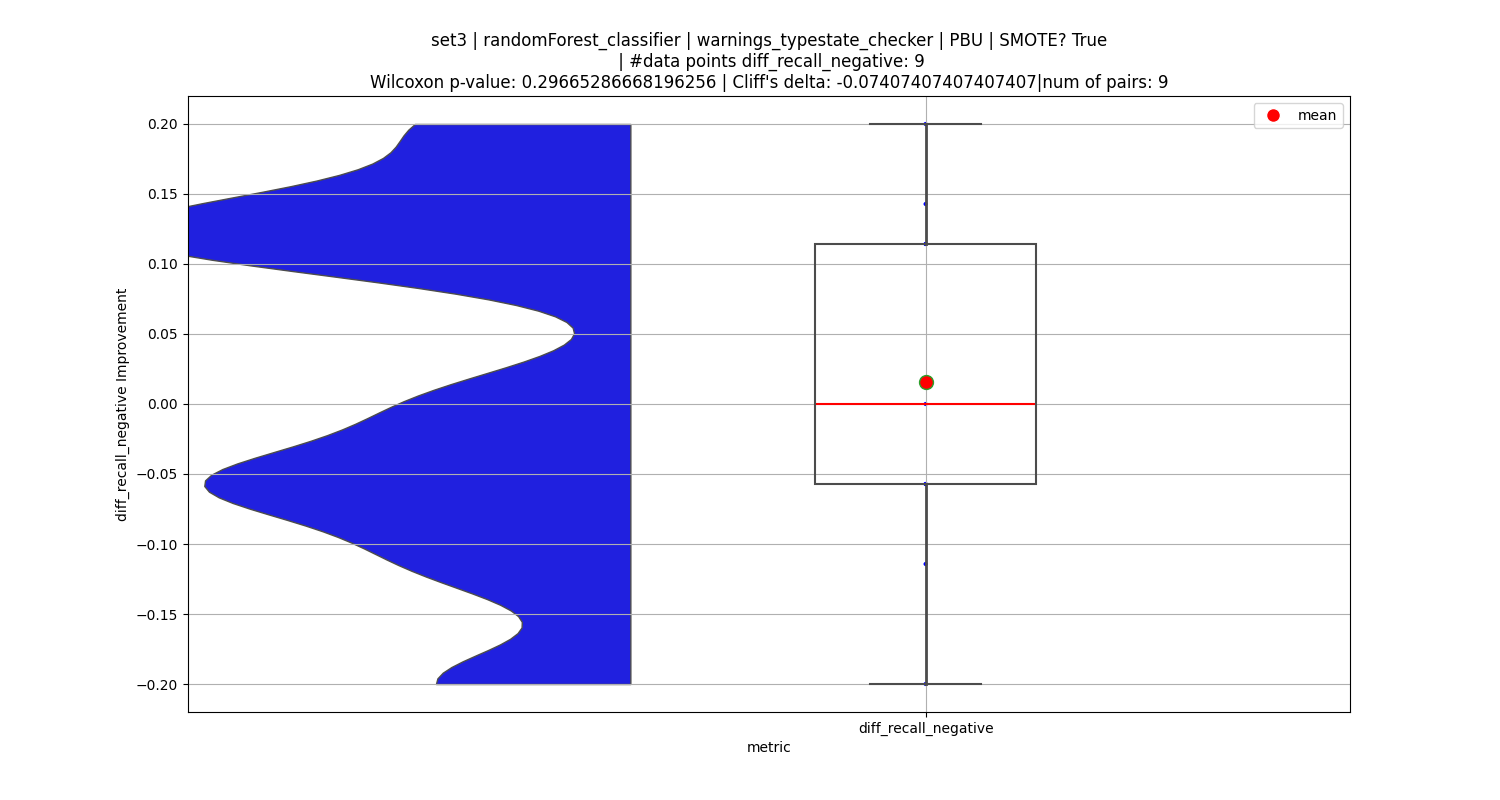 set3 | randomForest_classifier | warnings_typestate_checker | PBU | SMOTE? True
| #data points diff_recall_negative: 9
Wilcoxon p-value: 0.29665286668196256 | Cliff's delta: -0.07407407407407407|num of pairs: 9
mean
0.20
0.15
0.10
0.05
0.00
−0.05
−0.10
−0.15
−0.20
diff_recall_negative Improvement
diff_recall_negative
metric